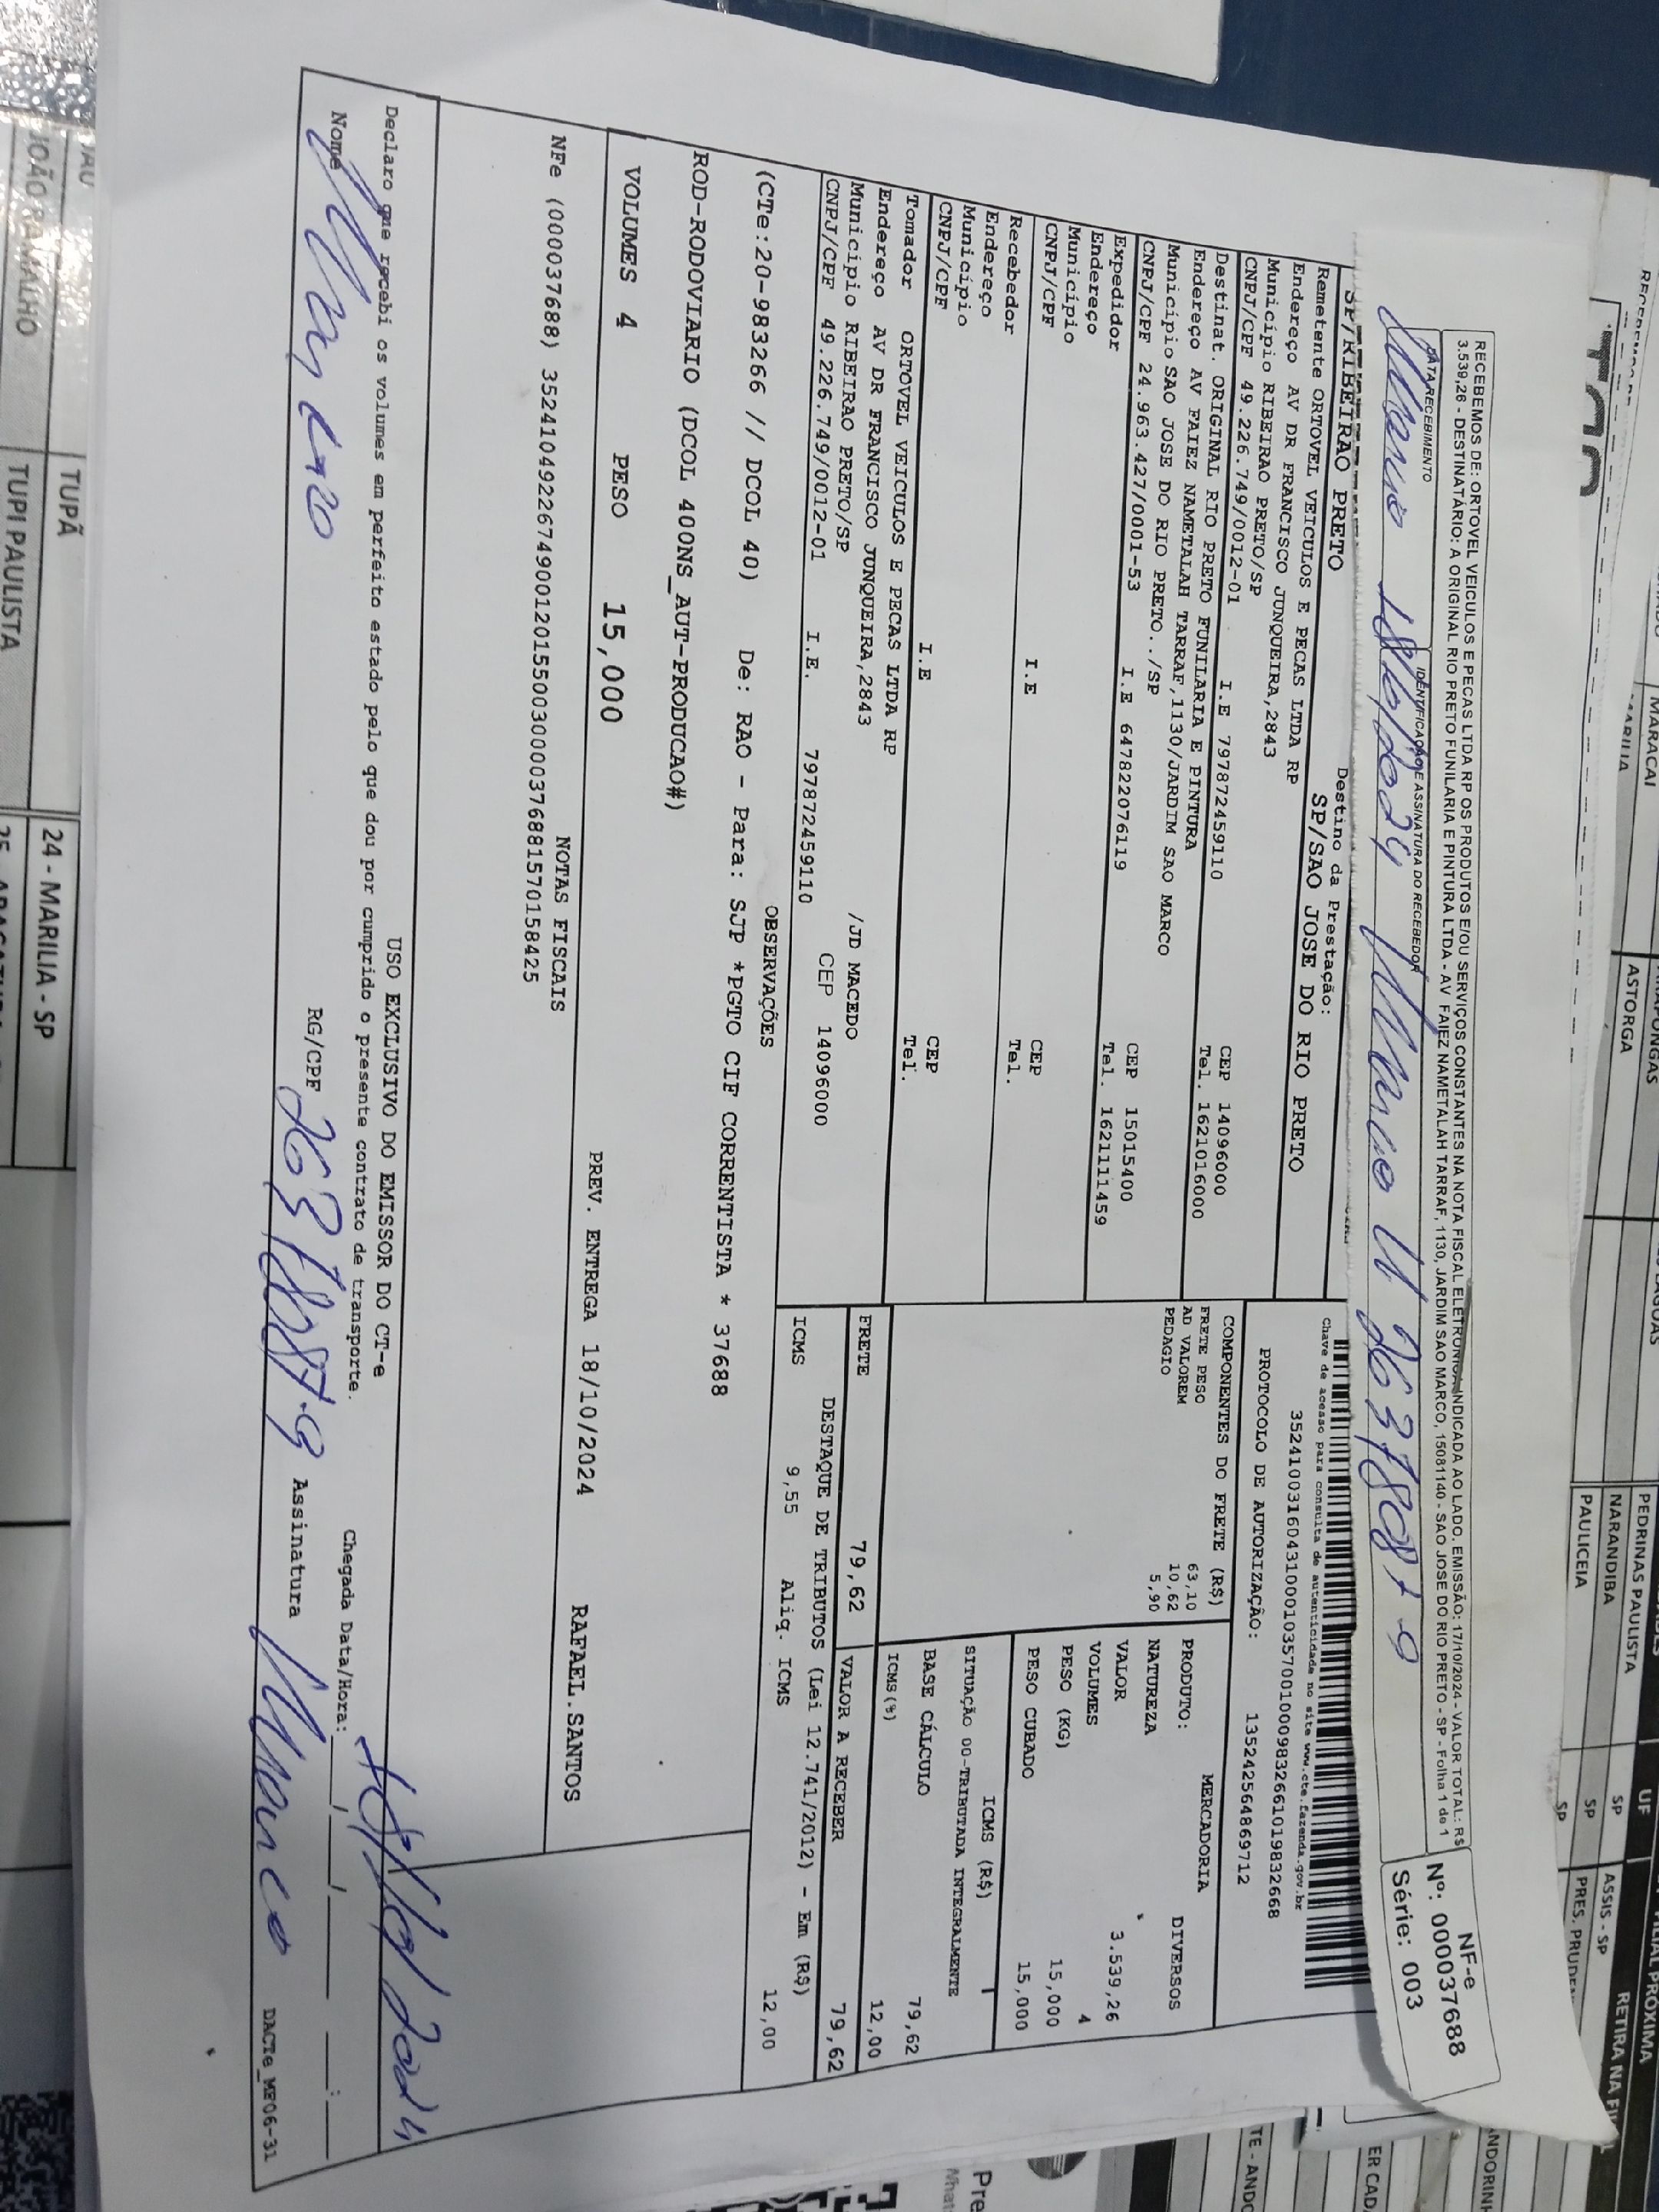 RECEBEMOS DE: ORTOVEL VEICULOS E PECAS LTDA RP OS PRODUTOS E/OU SERVIÇOS CONSTANTES NA NOTA FISCAL ELETRONICA INDICADA AO LADO. EMISSÃO: 17/10/2024 - VALOR TOTAL: R$
3.539,26 - DESTINATÁRIO: A ORIGINAL RIO PRETO FUNILARIA E PINTURA LTDA - AV FAIEZ NAMETALAH TARRAF, 1130, JARDIM SAO MARCO, 15081140 - SAO JOSE DO RIO PRETO - SP - Folha 1 de 1
DATA RECEBIMENTO
IDENTIFICAÇÃO E ASSINATURA DO RECEBEDOR
18/10/2024
NF-e
Nº: 000037688
Série: 003
SP/RIBEIRAO PRETO
Destino da Prestação:
SP/SAO JOSE DO RIO PRETO
Remetente ORTOVEL VEICULOS E PECAS LTDA RP
Endereço AV DR FRANCISCO JUNQUEIRA,2843
Município RIBEIRAO PRETO/SP
CEP 14096000
CNPJ/CPF 49.226.749/0012-01 I.E 797872459110 Tel. 1621016000
Destinat. ORIGINAL RIO PRETO FUNILARIA E PINTURA
Endereço AV FAIEZ NAMETALAH TARRAF,1130/JARDIM SAO MARCO
Município SAO JOSE DO RIO PRETO../SP
CEP 15015400
CNPJ/CPF 24.963.427/0001-53 I.E 647822076119 Tel. 16211111459
Expedidor
Endereço
Município
CEP
CNPJ/CPF I.E Tel.
Recebedor
Endereço
Município
CEP
CNPJ/CPF I.E Tel.
Tomador ORTOVEL VEICULOS E PECAS LTDA RP
Endereço AV DR FRANCISCO JUNQUEIRA,2843 /JD MACEDO
Município RIBEIRAO PRETO/SP CEP 14096000
CNPJ/CPF 49.226.749/0012-01 I.E. 797872459110
Chave de acesso para consulta de autenticidade no site www.cte.fazenda.gov.br
PROTOCOLO DE AUTORIZAÇÃO: 135242564869712
COMPONENTES DO FRETE (R$)
FRETE PESO 63,10
AD VALOREM 10,62
PEDAGIO 5,90
MERCADORIA
PRODUTO: DIVERSOS
NATUREZA
VALOR 3.539,26
VOLUMES 4
PESO (KG) 15,000
PESO CUBADO 15,000
ICMS (R$)
SITUAÇÃO 00-TRIBUTADA INTEGRALMENTE
BASE CÁLCULO 79,62
ICMS(%) 12,00
FRETE 79,62
VALOR A RECEBER 79,62
DESTAQUE DE TRIBUTOS (Lei 12.741/2012) - Em (R$)
ICMS 9,55 Aliq. ICMS 12,00
OBSERVAÇÕES
(CTe:20-983266 // DCOL 40) De: RAO - Para: SJP *PGTO CIF CORRENTISTA * 37688
ROD-RODOVIARIO (DCOL 400NS_AUT-PRODUCAO#)
VOLUMES 4 PESO 15,000 PREV. ENTREGA 18/10/2024 RAFAEL.SANTOS
NOTAS FISCAIS
NFe (000037688) 35241049226749001201550030000376881570158425
USO EXCLUSIVO DO EMISSOR DO CT-e
Declaro que recebi os volumes em perfeito estado pelo que dou por cumprido o presente contrato de transporte.
Chegada Data/Hora: 18/10/2024
Nome RG/CPF Assinatura
DACTe_MF06-31
MARACAI
ASTORGA
PEDRINAS PAULISTA
NARANDIBA SP ASSIS - SP
PAULICEIA SP
UF
RETIRA NA
TUPÃ
TUPI PAULISTA
24 - MARILIA - SP